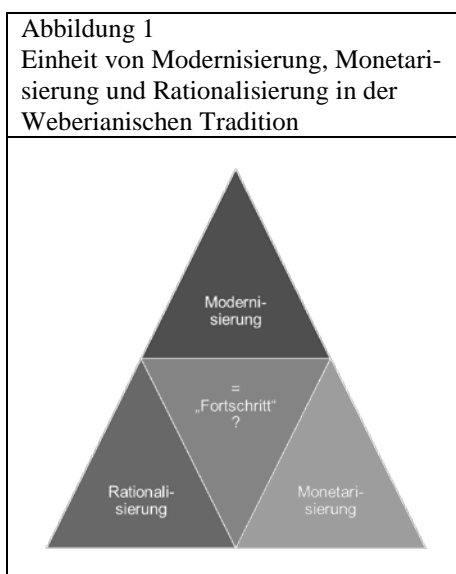 Abbildung 1
Einheit von Modernisierung, Monetari-
sierung und Rationalisierung in der
Weberianischen Tradition
Moderni-
sierung
=
„Fortschritt“
?
Rationali-
sierung
Monetari-
sierung